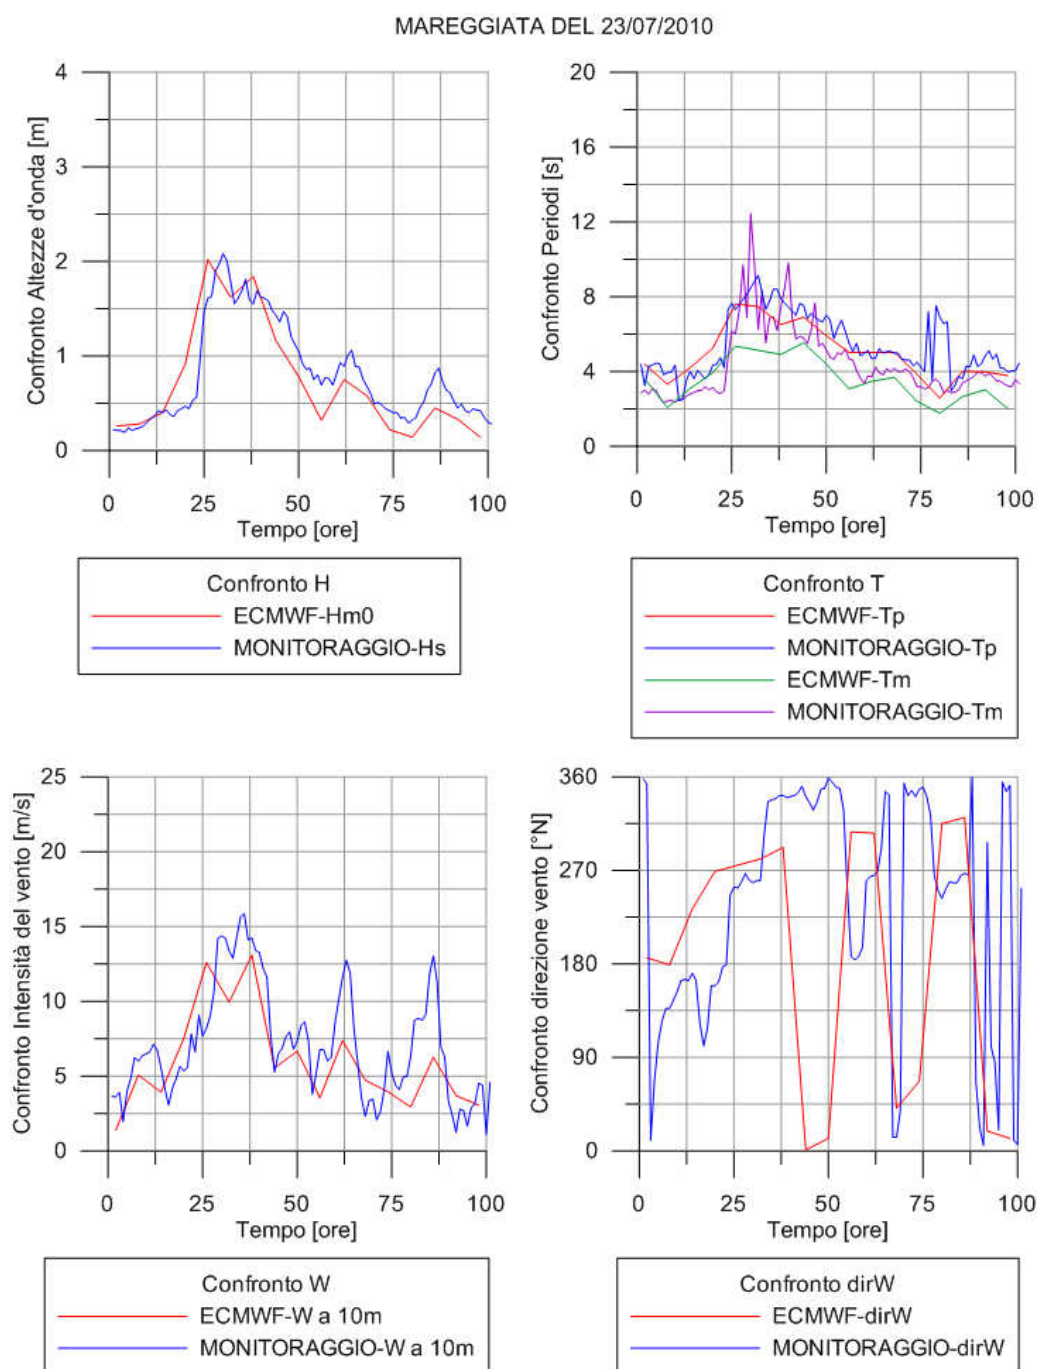 MAREGGIATA DEL 23/07/2010
Confronto Altezze d'onda [m]
4
3
2
1
0
0 25 50 75 100
Tempo [ore]
Confronto H
ECMWF-Hm0
MONITORAGGIO-Hs
Confronto Periodi [s]
20
16
12
8
4
0
0 25 50 75 100
Tempo [ore]
Confronto T
ECMWF-Tp
MONITORAGGIO-Tp
ECMWF-Tm
MONITORAGGIO-Tm
Confronto Intensità del vento [m/s]
25
20
15
10
5
0
0 25 50 75 100
Tempo [ore]
Confronto W
ECMWF-W a 10m
MONITORAGGIO-W a 10m
Confronto direzione vento [°N]
360
270
180
90
0
0 25 50 75 100
Tempo [ore]
Confronto dirW
ECMWF-dirW
MONITORAGGIO-dirW